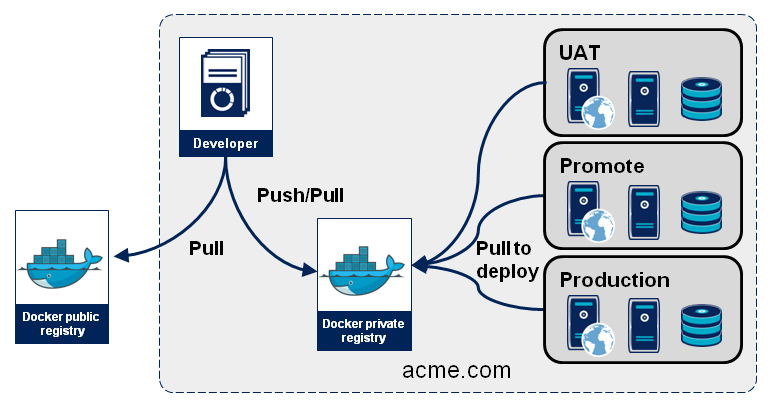 UAT
Developer
Promote
Push/Pull
Pull
Pull to
deploy
Production
Docker public
registry
Docker private
registry
acme.com